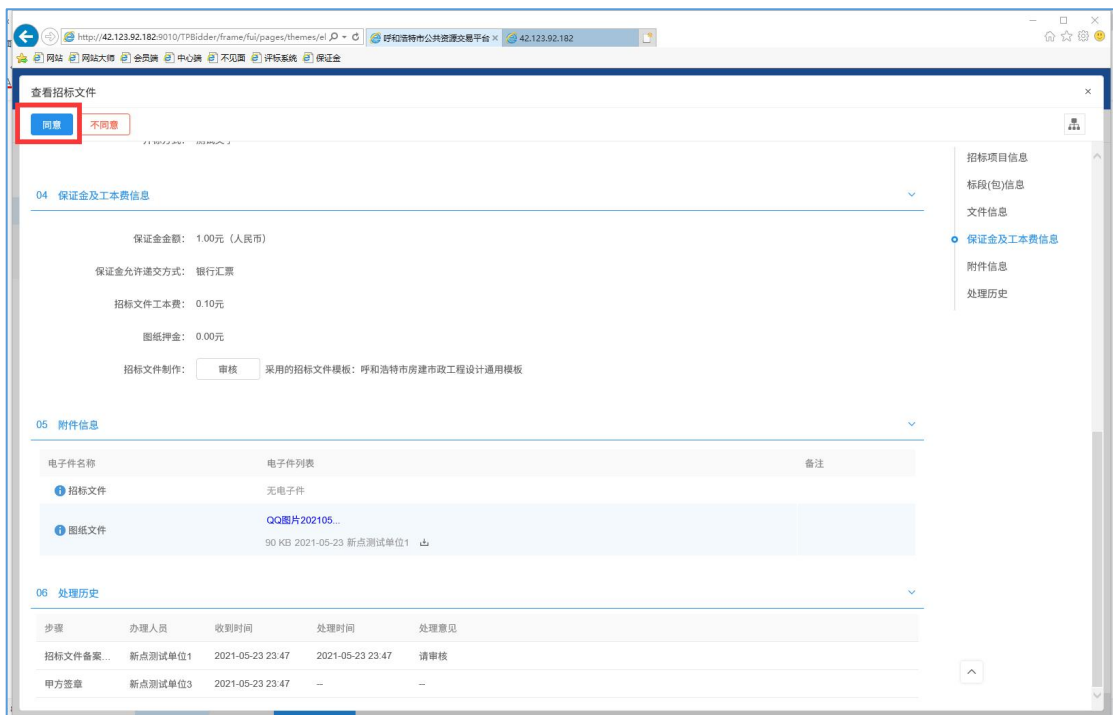 http://42.123.92.182:9010/TPBidder/frame/fui/pages/themes/el
呼和浩特市公共资源交易平台
42.123.92.182
网站 网站大师 会员端 中心端 不见面 评标系统 保证金
查看招标文件
同意 不同意
招标项目信息
标段(包)信息
文件信息
保证金及工本费信息
附件信息
处理历史
04 保证金及工本费信息
保证金金额: 1.00元（人民币）
保证金允许递交方式: 银行汇票
招标文件工本费: 0.10元
图纸押金: 0.00元
招标文件制作: 审核 采用的招标文件模板: 呼和浩特市房建市政工程设计通用模板
05 附件信息
电子件名称 电子件列表 备注
招标文件 无电子件
图纸文件 QQ图片202105...
90 KB 2021-05-23 新点测试单位1
06 处理历史
步骤 办理人员 收到时间 处理时间 处理意见
招标文件备案... 新点测试单位1 2021-05-23 23:47 2021-05-23 23:47 请审核
甲方签章 新点测试单位3 2021-05-23 23:47 -- --